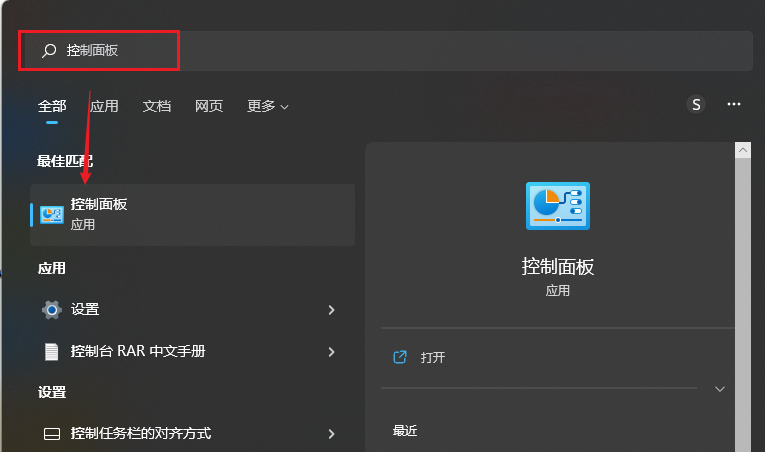 控制面板
全部 应用 文档 网页 更多 S
最佳匹配
控制面板
应用
应用
设置
控制台 RAR 中文手册
设置
控制任务栏的对齐方式
控制面板
应用
打开
最近